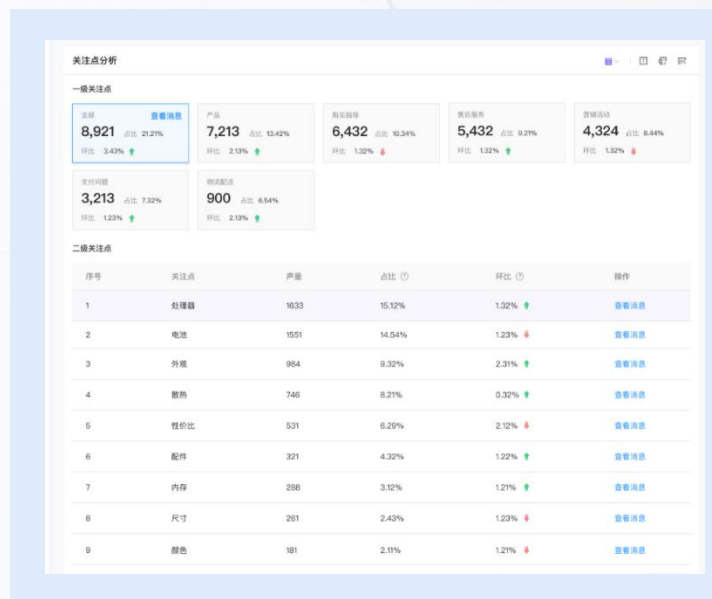 关注点分析
一级关注点
全部 查看消息 产品 购买指导 售后服务 营销活动
8,921 占比 21.21% 7,213 占比 13.42% 6,432 占比 10.34% 5,432 占比 9.21% 4,324 占比 8.44%
环比 3.43% 环比 2.13% 环比 1.32% 环比 1.32% 环比 1.32%
支付问题 物流配送
3,213 占比 7.32% 900 占比 6.54%
环比 1.23% 环比 2.13%
二级关注点
序号 关注点 声量 占比 环比 操作
1 处理器 1633 15.12% 1.32% 查看消息
2 电池 1551 14.54% 1.23% 查看消息
3 外观 984 9.32% 2.31% 查看消息
4 散热 746 8.21% 0.32% 查看消息
5 性价比 531 6.29% 2.12% 查看消息
6 配件 321 4.32% 1.22% 查看消息
7 内存 286 3.12% 1.21% 查看消息
8 尺寸 261 2.43% 1.23% 查看消息
9 颜色 181 2.11% 1.21% 查看消息